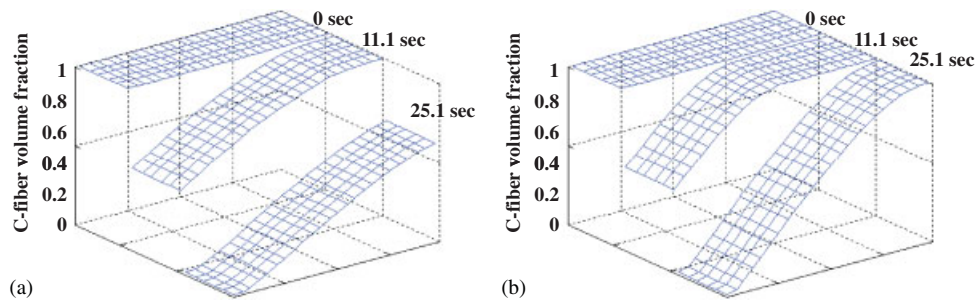 0 sec
11.1 sec
25.1 sec
1
0.8
0.6
0.4
0.2
0
C-fiber volume fraction
(a)
0 sec
11.1 sec
25.1 sec
1
0.8
0.6
0.4
0.2
0
C-fiber volume fraction
(b)